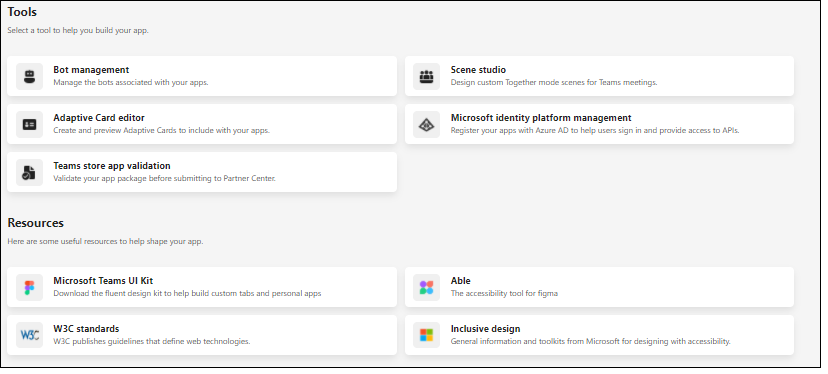 Tools
Select a tool to help you build your app.
Bot management
Manage the bots associated with your apps.
Scene studio
Design custom Together mode scenes for Teams meetings.
Adaptive Card editor
Create and preview Adaptive Cards to include with your apps.
Microsoft identity platform management
Register your apps with Azure AD to help users sign in and provide access to APIs.
Teams store app validation
Validate your app package before submitting to Partner Center.
Resources
Here are some useful resources to help shape your app.
Microsoft Teams UI Kit
Download the fluent design kit to help build custom tabs and personal apps
Able
The accessibility tool for figma
W3C
W3C standards
W3C publishes guidelines that define web technologies.
Inclusive design
General information and toolkits from Microsoft for designing with accessibility.